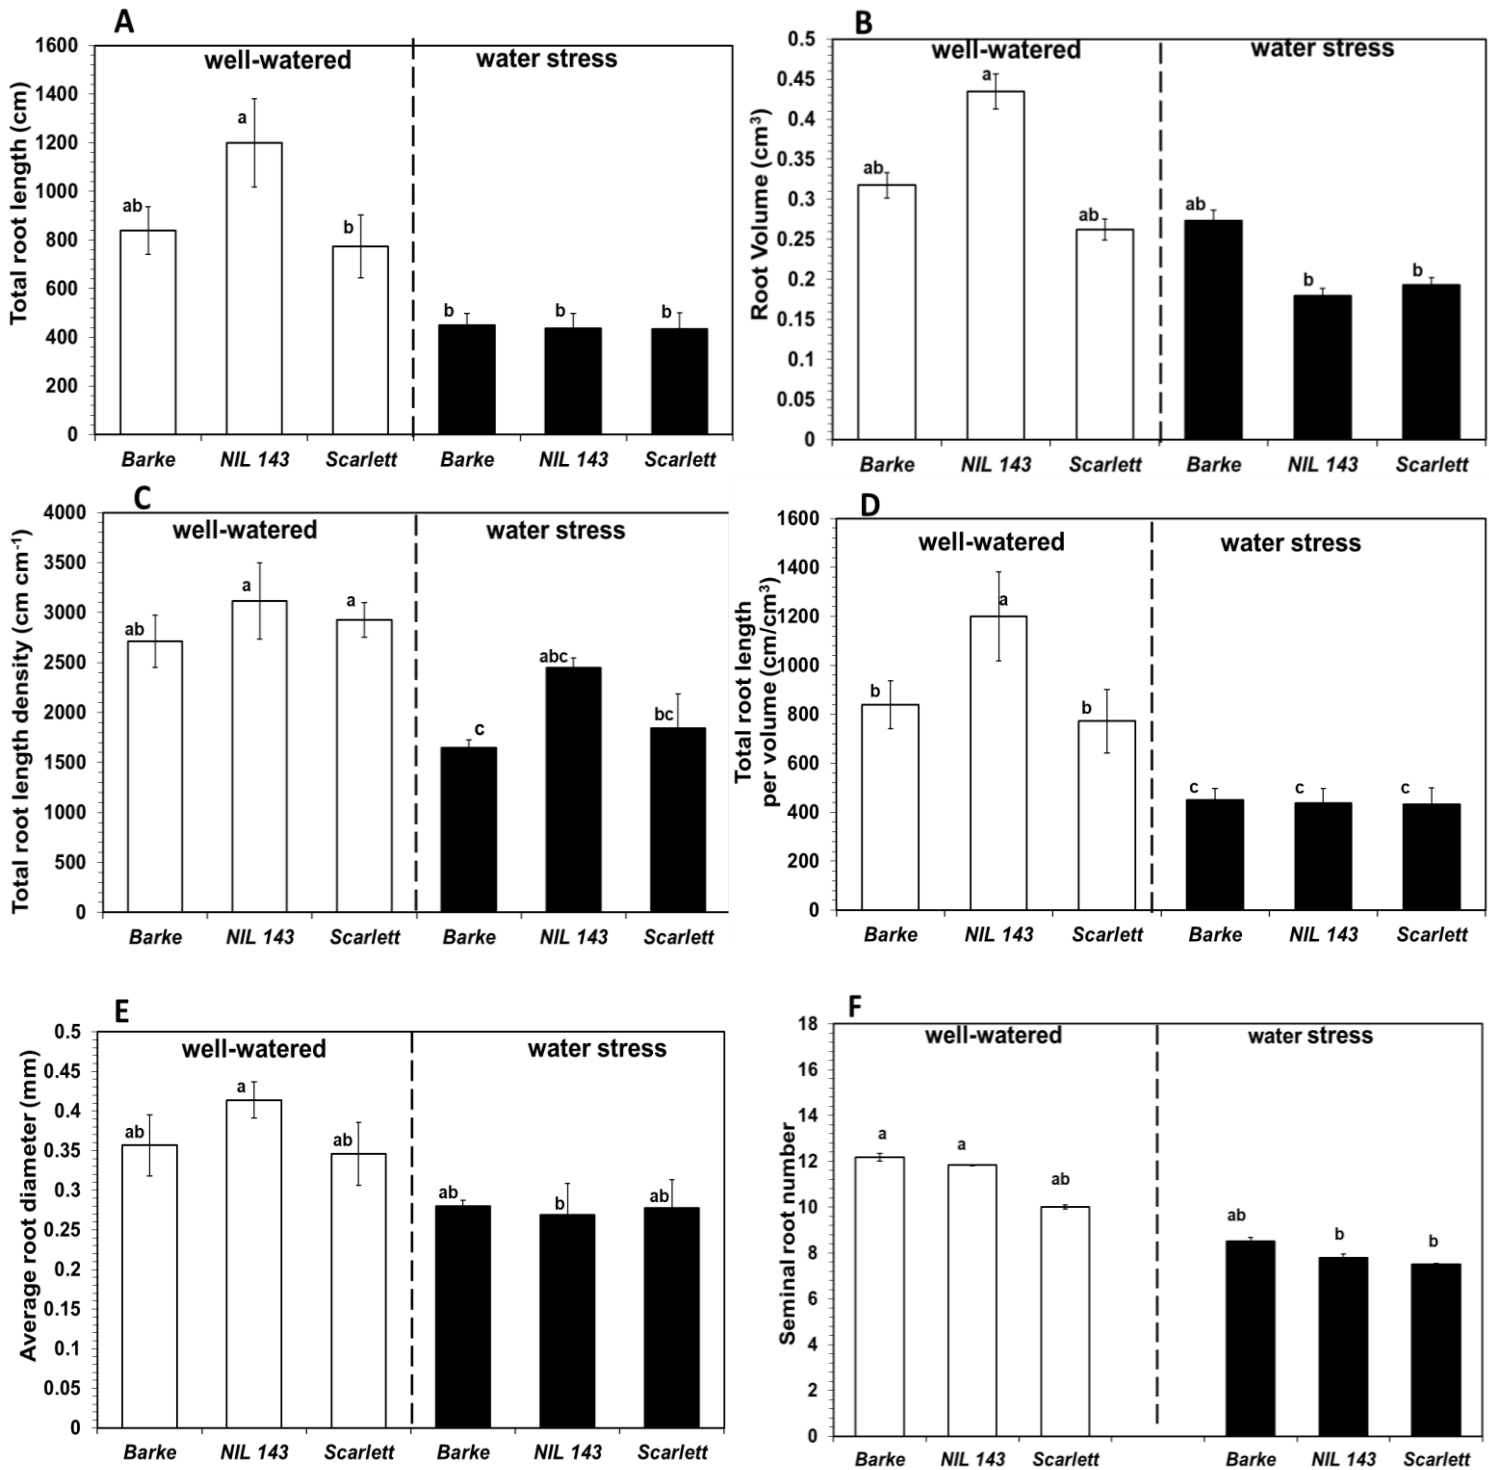 A
well-watered
water stress
Total root length (cm)
1600
1400
1200
1000
800
600
400
200
0
ab
a
b
b
b
b
Barke
NIL 143
Scarlett
Barke
NIL 143
Scarlett
B
well-watered
water stress
Root Volume (cm³)
0.5
0.45
0.4
0.35
0.3
0.25
0.2
0.15
0.1
0.05
0
ab
a
ab
ab
b
b
Barke
NIL 143
Scarlett
Barke
NIL 143
Scarlett
C
well-watered
water stress
Total root length density (cm cm⁻¹)
4000
3500
3000
2500
2000
1500
1000
500
0
ab
a
a
c
abc
bc
Barke
NIL 143
Scarlett
Barke
NIL 143
Scarlett
D
well-watered
water stress
Total root length
per volume (cm/cm³)
1600
1400
1200
1000
800
600
400
200
0
b
a
b
c
c
c
Barke
NIL 143
Scarlett
Barke
NIL 143
Scarlett
E
well-watered
water stress
Average root diameter (mm)
0.5
0.45
0.4
0.35
0.3
0.25
0.2
0.15
0.1
0.05
0
ab
a
ab
ab
b
ab
Barke
NIL 143
Scarlett
Barke
NIL 143
Scarlett
F
well-watered
water stress
Seminal root number
18
16
14
12
10
8
6
4
2
0
a
a
ab
ab
b
b
Barke
NIL 143
Scarlett
Barke
NIL 143
Scarlett